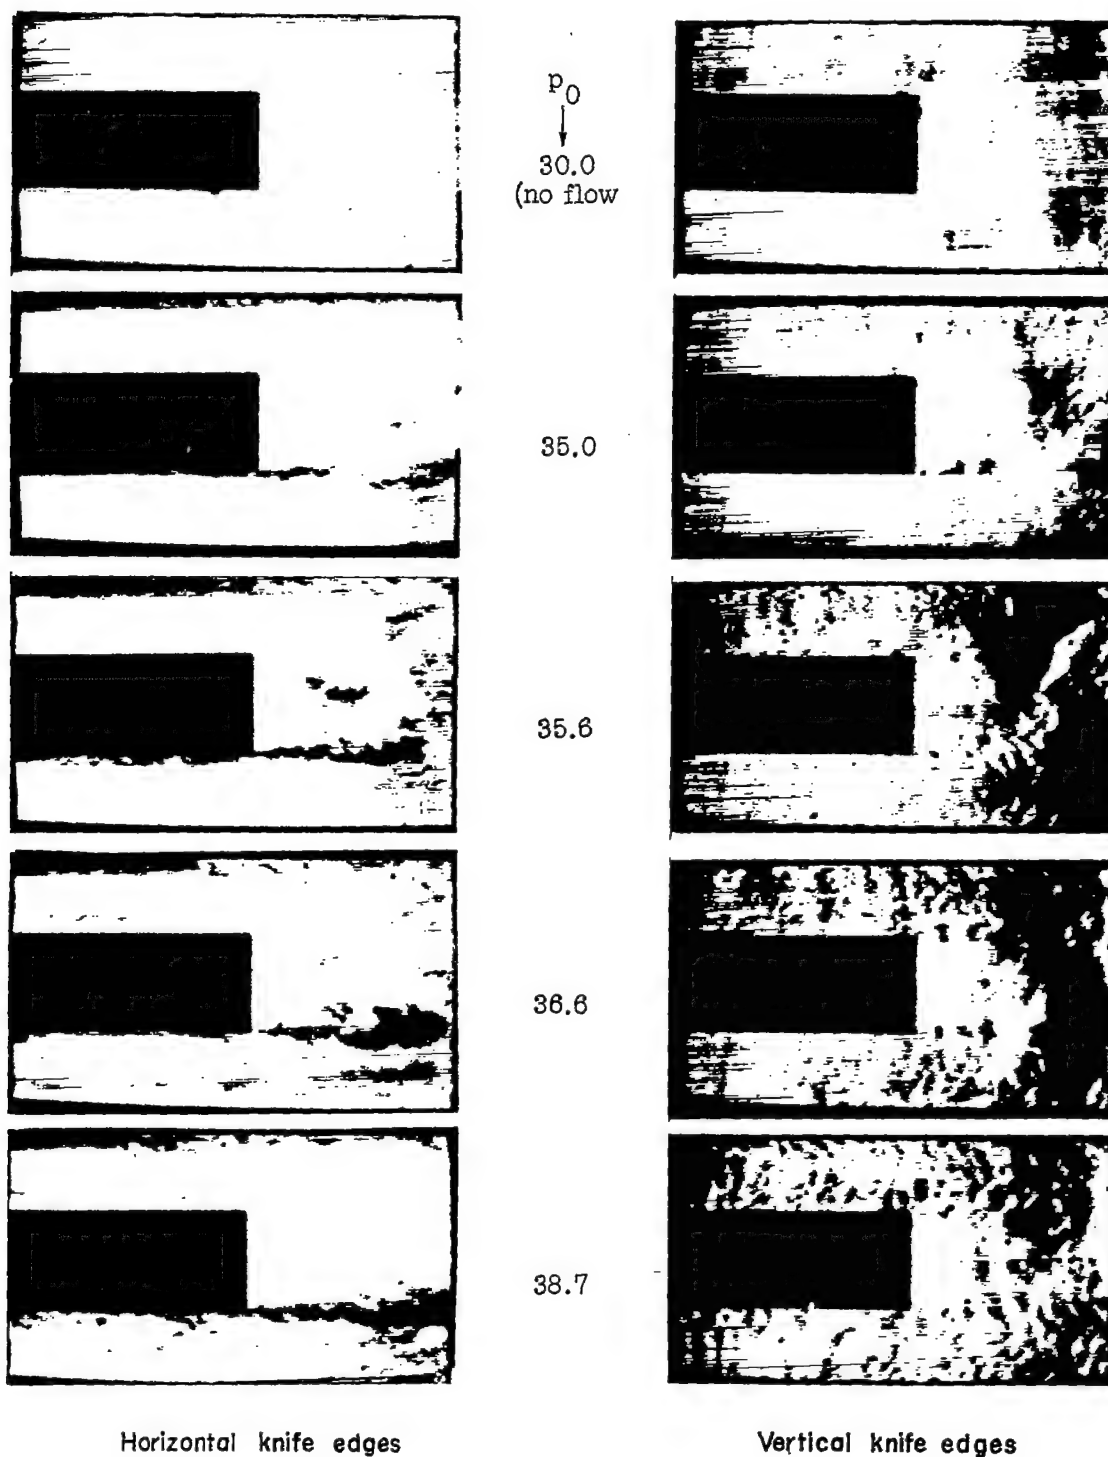 p0
30.0
(no flow
35.0
35.6
36.6
38.7
Horizontal knife edges
Vertical knife edges